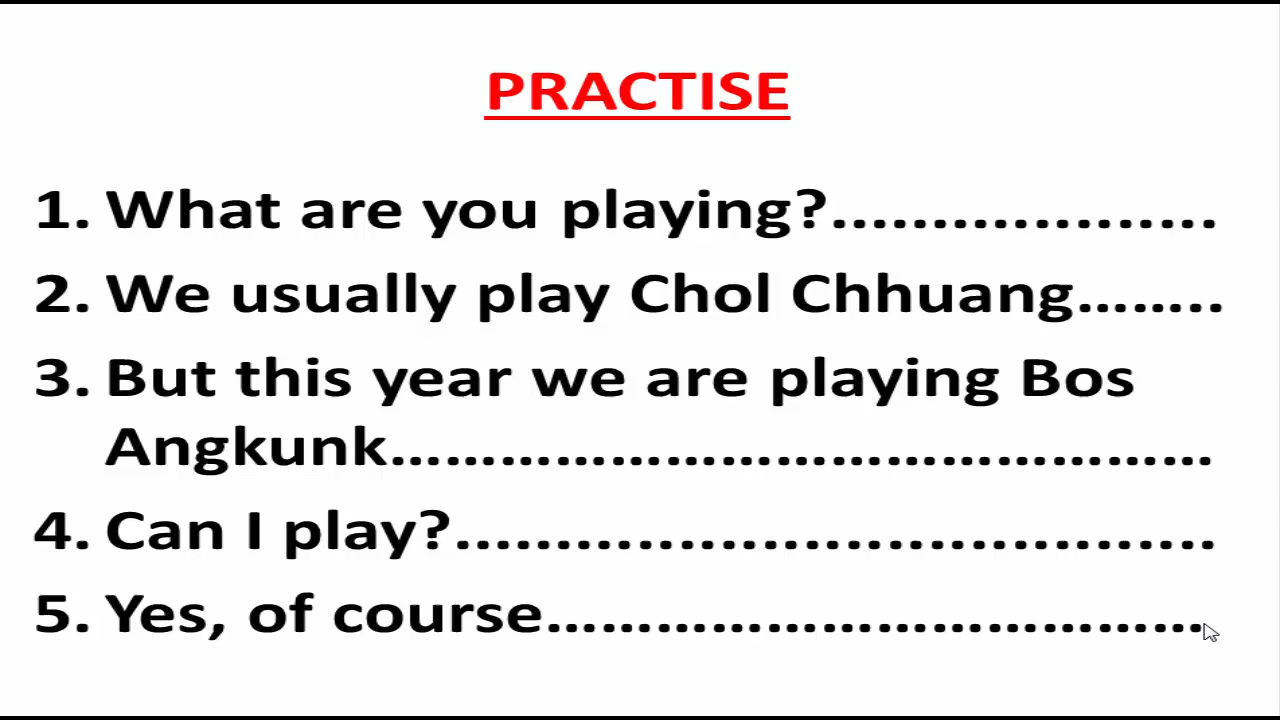 PRACTISE
1. What are you playing?...................
2. We usually play Chol Chhuang........
3. But this year we are playing Bos
Angkunk..........................................
4. Can I play?.....................................
5. Yes, of course..................................